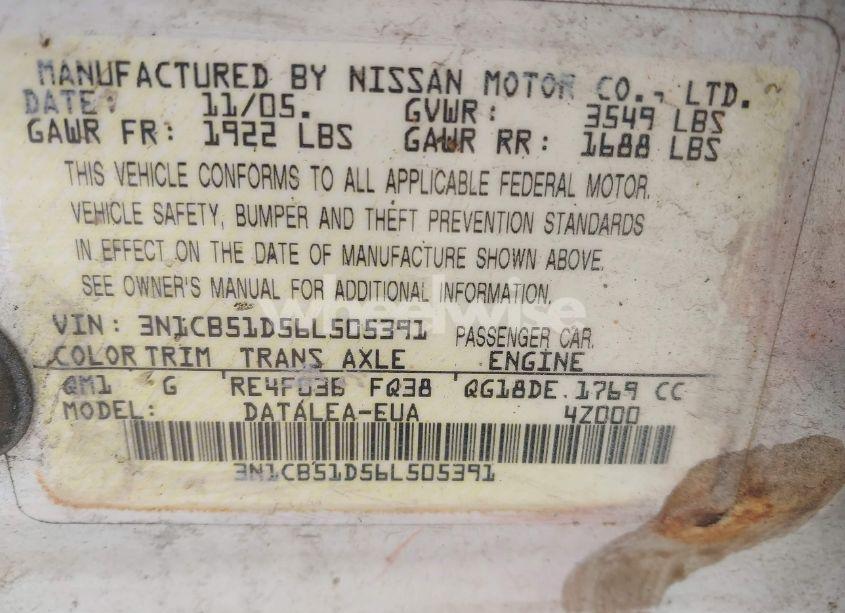 MANUFACTURED BY NISSAN MOTOR CO., LTD.
DATE: 11/05. GVWR: 3549 LBS
GAWR FR: 1922 LBS GAWR RR: 1688 LBS
THIS VEHICLE CONFORMS TO ALL APPLICABLE FEDERAL MOTOR
VEHICLE SAFETY, BUMPER AND THEFT PREVENTION STANDARDS
IN EFFECT ON THE DATE OF MANUFACTURE SHOWN ABOVE.
SEE OWNER'S MANUAL FOR ADDITIONAL INFORMATION.
wheelwise
VIN: 3N1CB51D56L505391 PASSENGER CAR
COLOR TRIM TRANS AXLE ENGINE
QM1 G RE4F03B FQ38 QG18DE 1769 CC
MODEL: DATALEA-EUA 4Z000
3N1CB51D56L505391